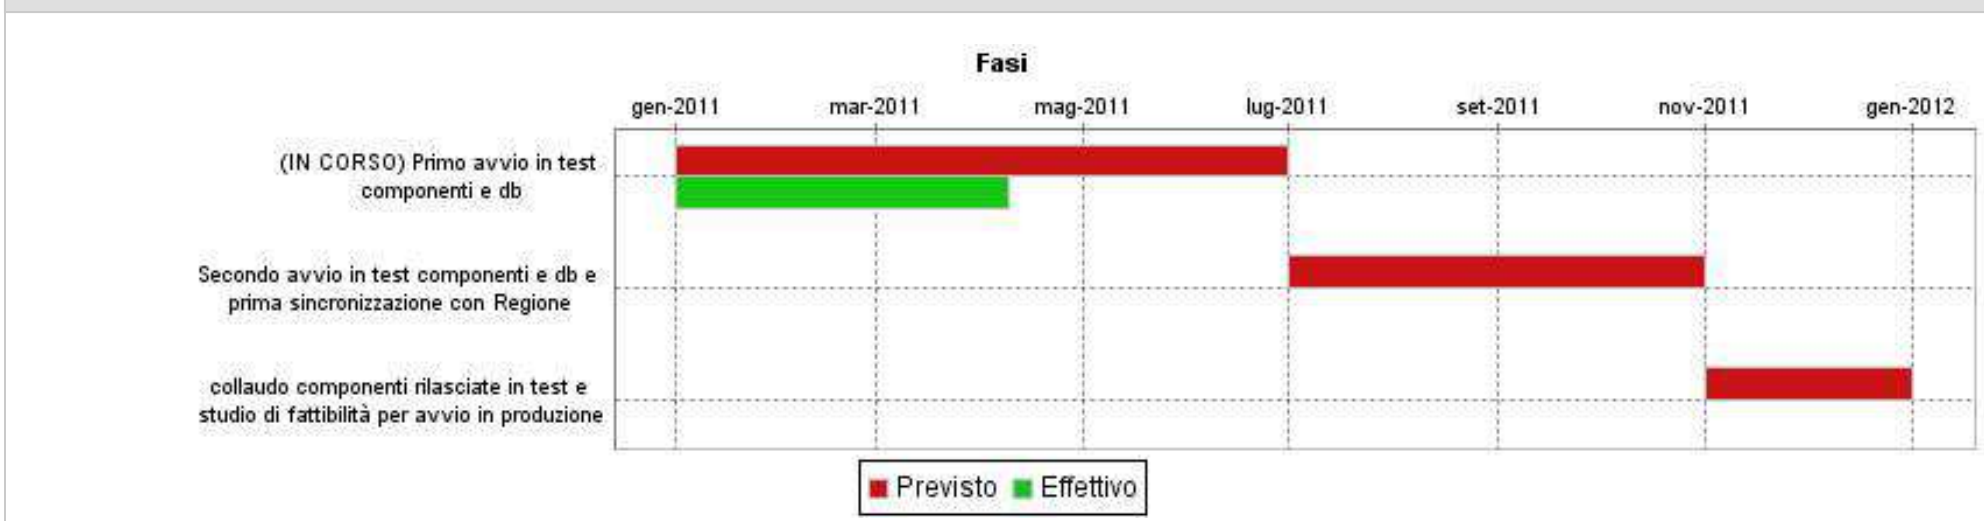 Fasi
gen-2011 mar-2011 mag-2011 lug-2011 set-2011 nov-2011 gen-2012
(IN CORSO) Primo avvio in test
componenti e db
Secondo avvio in test componenti e db e
prima sincronizzazione con Regione
collaudo componenti rilasciate in test e
studio di fattibilità per avvio in produzione
Previsto Effettivo